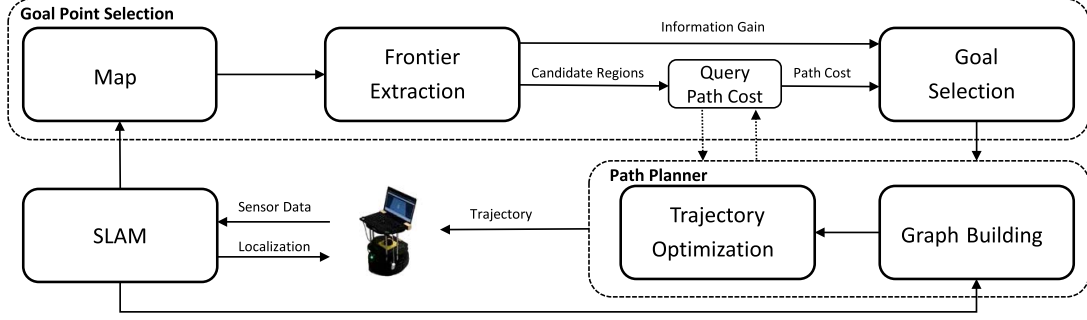 Goal Point Selection
Map
Frontier
Extraction
Information Gain
Candidate Regions
Query
Path Cost
Path Cost
Goal
Selection
SLAM
Sensor Data
Localization
Trajectory
Path Planner
Trajectory
Optimization
Graph Building